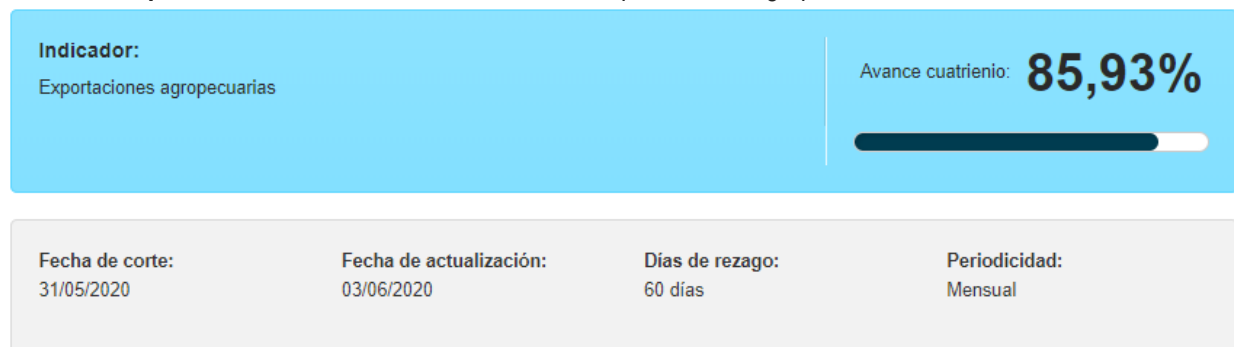 Indicador:
Exportaciones agropecuarias
Avance cuatrienio: 85,93%
Fecha de corte: Fecha de actualización: Días de rezago: Periodicidad:
31/05/2020 03/06/2020 60 días Mensual